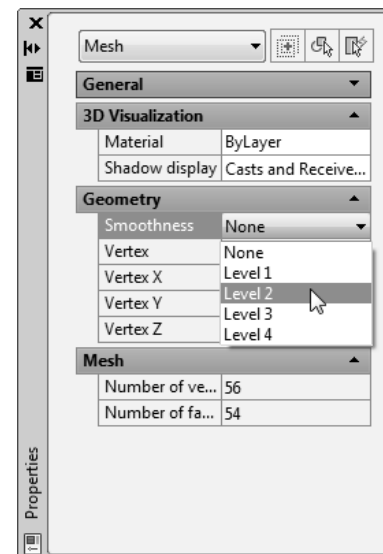 Mesh
General
3D Visualization
Material ByLayer
Shadow display Casts and Receive...
Geometry
Smoothness None
Vertex None
Vertex X Level 1
Vertex Y Level 2
Vertex Z Level 3
Level 4
Mesh
Number of ve... 56
Number of fa... 54
Properties